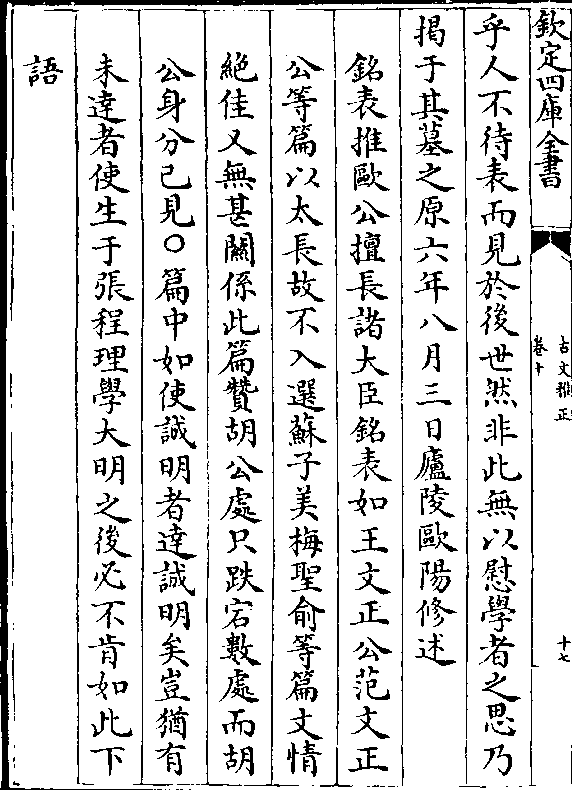 欽定四庫全書
古文雅正
卷十
十七
乎人不待表而見於後世然非此無以慰學者之思乃
揭于其墓之原六年八月三日廬陵歐陽修述
銘表推歐公擅長諸大臣銘表如王文正公范文正
公等篇以太長故不入選蘇子美梅聖俞等篇文情
絶佳又無甚關係此篇贊胡公處只跌宕數處而胡
公身分已見○篇中如使誠明者達誠明矣豈猶有
未達者使生于張程理學大明之後必不肯如此下
語